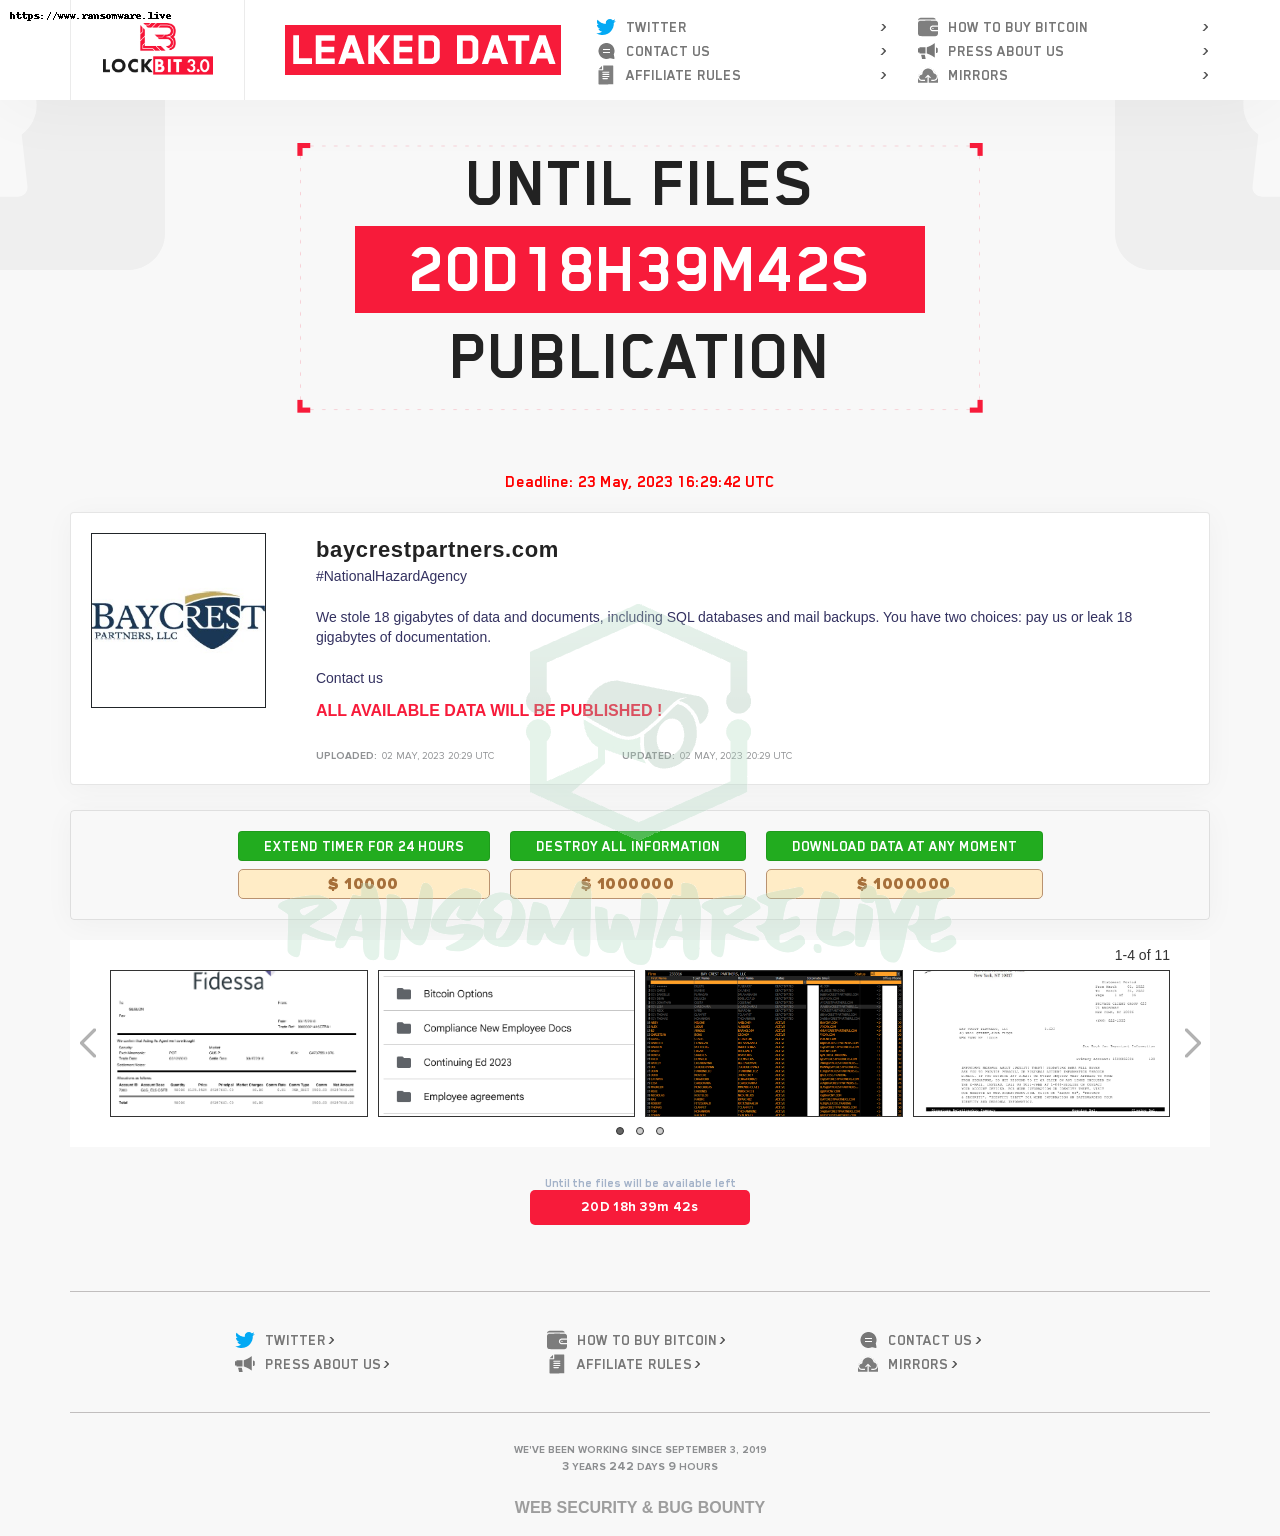 https://www.ransomware.live
LOCKBIT 3.0
LEAKED DATA
TWITTER
CONTACT US
AFFILIATE RULES
HOW TO BUY BITCOIN
PRESS ABOUT US
MIRRORS
UNTIL FILES
20D18H39M42S
PUBLICATION
Deadline: 23 May, 2023 16:29:42 UTC
BAYCREST
PARTNERS, LLC
baycrestpartners.com
#NationalHazardAgency
We stole 18 gigabytes of data and documents, including SQL databases and mail backups. You have two choices: pay us or leak 18
gigabytes of documentation.
Contact us
ALL AVAILABLE DATA WILL BE PUBLISHED !
UPLOADED: 02 MAY, 2023 20:29 UTC
UPDATED: 02 MAY, 2023 20:29 UTC
EXTEND TIMER FOR 24 HOURS
$ 10000
DESTROY ALL INFORMATION
$ 1000000
DOWNLOAD DATA AT ANY MOMENT
$ 1000000
RANSOMWARE.LIVE
1-4 of 11
Fidessa
Bitcoin Options
Compliance New Employee Docs
Continuing Ed 2023
Employee agreements
Until the files will be available left
20D 18h 39m 42s
TWITTER
HOW TO BUY BITCOIN
CONTACT US
PRESS ABOUT US
AFFILIATE RULES
MIRRORS
WE'VE BEEN WORKING SINCE SEPTEMBER 3, 2019
3 YEARS 242 DAYS 9 HOURS
WEB SECURITY & BUG BOUNTY